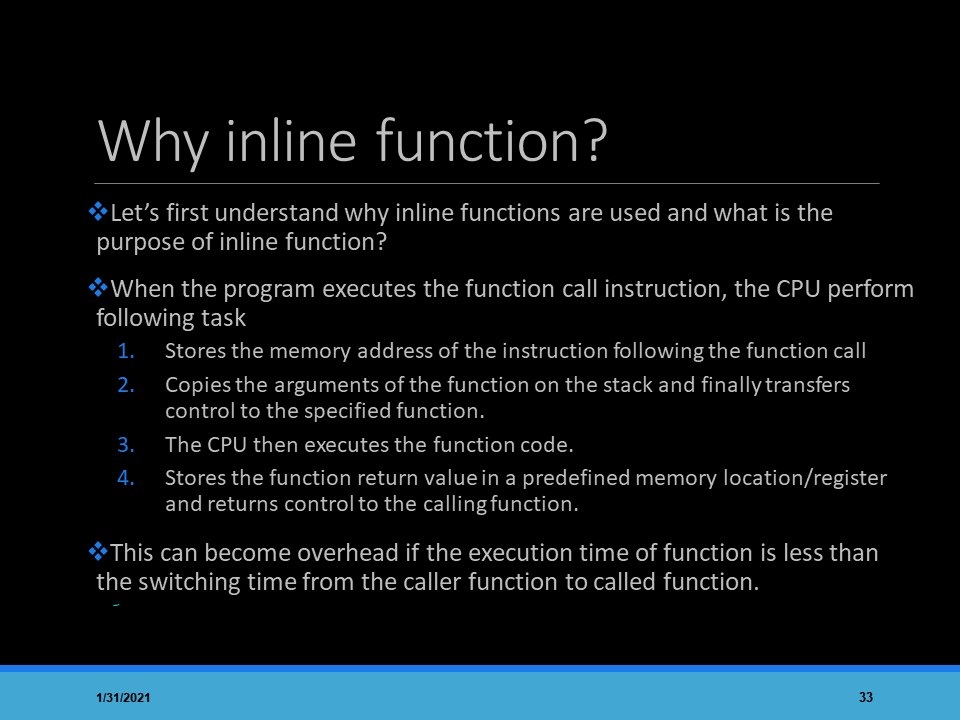 Why inline function?
❖Let’s first understand why inline functions are used and what is the
purpose of inline function?
❖When the program executes the function call instruction, the CPU perform
following task
1. Stores the memory address of the instruction following the function call
2. Copies the arguments of the function on the stack and finally transfers
control to the specified function.
3. The CPU then executes the function code.
4. Stores the function return value in a predefined memory location/register
and returns control to the calling function.
❖This can become overhead if the execution time of function is less than
the switching time from the caller function to called function.
1/31/2021
33